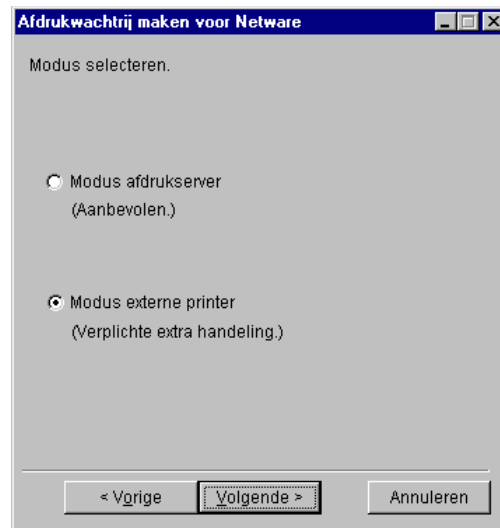 Afdrukwachtrij maken voor Netware
Modus selecteren.
Modus afdrukserver
(Aanbevolen.)
Modus externe printer
(Verplichte extra handeling.)
< Vorige Volgende > Annuleren